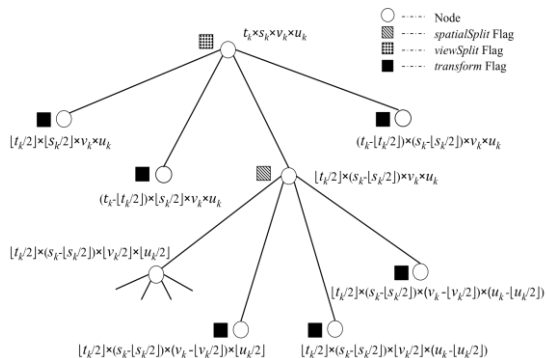 t_k×s_k×v_k×u_k
Node
spatialSplit Flag
viewSplit Flag
transform Flag
⌊t_k/2⌋×⌊s_k/2⌋×v_k×u_k
(t_k-⌊t_k/2⌋)×(s_k-⌊s_k/2⌋)×v_k×u_k
(t_k-⌊t_k/2⌋)×⌊s_k/2⌋×v_k×u_k
⌊t_k/2⌋×(s_k-⌊s_k/2⌋)×v_k×u_k
⌊t_k/2⌋×(s_k-⌊s_k/2⌋)×⌊v_k/2⌋×⌊u_k/2⌋
⌊t_k/2⌋×(s_k-⌊s_k/2⌋)×(v_k-⌊v_k/2⌋)×(u_k-⌊u_k/2⌋)
⌊t_k/2⌋×(s_k-⌊s_k/2⌋)×(v_k-⌊v_k/2⌋)×⌊u_k/2⌋
⌊t_k/2⌋×(s_k-⌊s_k/2⌋)×⌊v_k/2⌋×(u_k-⌊u_k/2⌋)